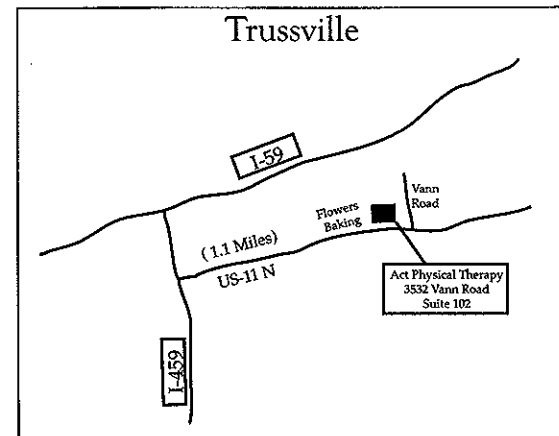 Trussville
I-59
Vann
Road
Flowers
Baking
( 1.1 Miles)
US-11 N
Act Physical Therapy
3532 Vann Road
Suite 102
I-459